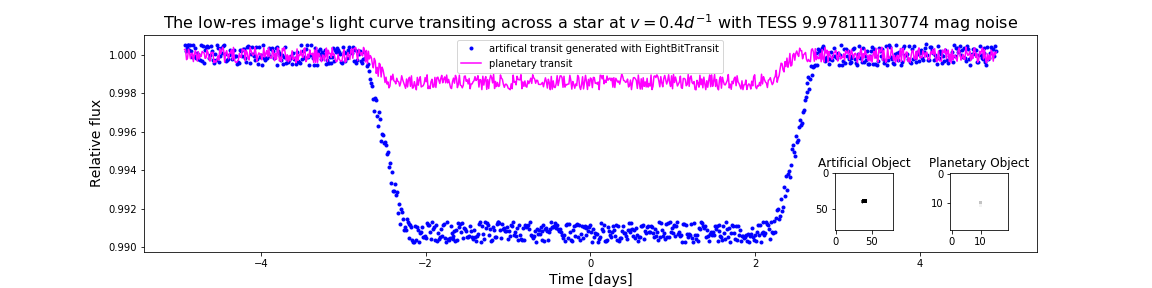 The low-res image's light curve transiting across a star at v = 0.4d⁻¹ with TESS 9.97811130774 mag noise
artifical transit generated with EightBitTransit
planetary transit
Relative flux
1.000
0.998
0.996
0.994
0.992
0.990
Artificial Object
0
50
0 50
Planetary Object
0
10
0 10
−4 −2 0 2 4
Time [days]